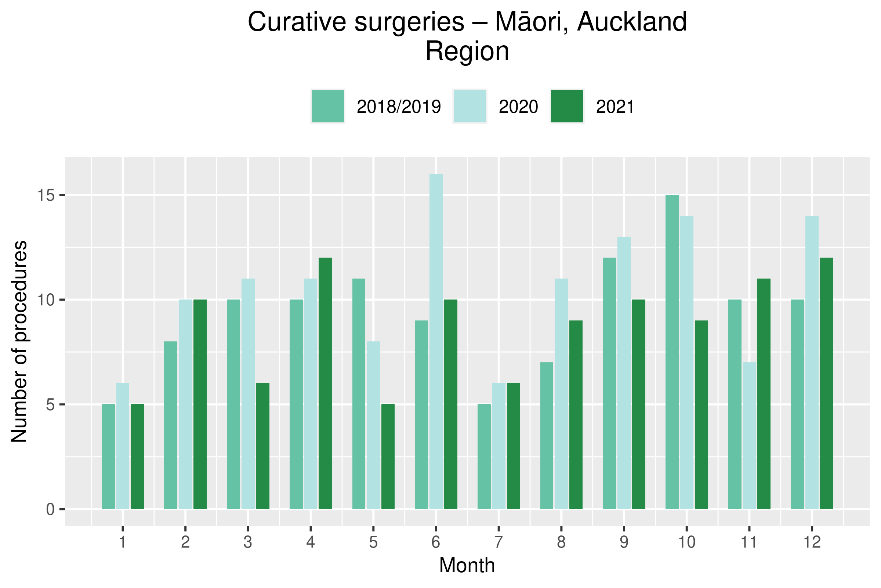 Curative surgeries – Māori, Auckland
Region
2018/2019 2020 2021
Number of procedures
15
10
5
0
1 2 3 4 5 6 7 8 9 10 11 12
Month